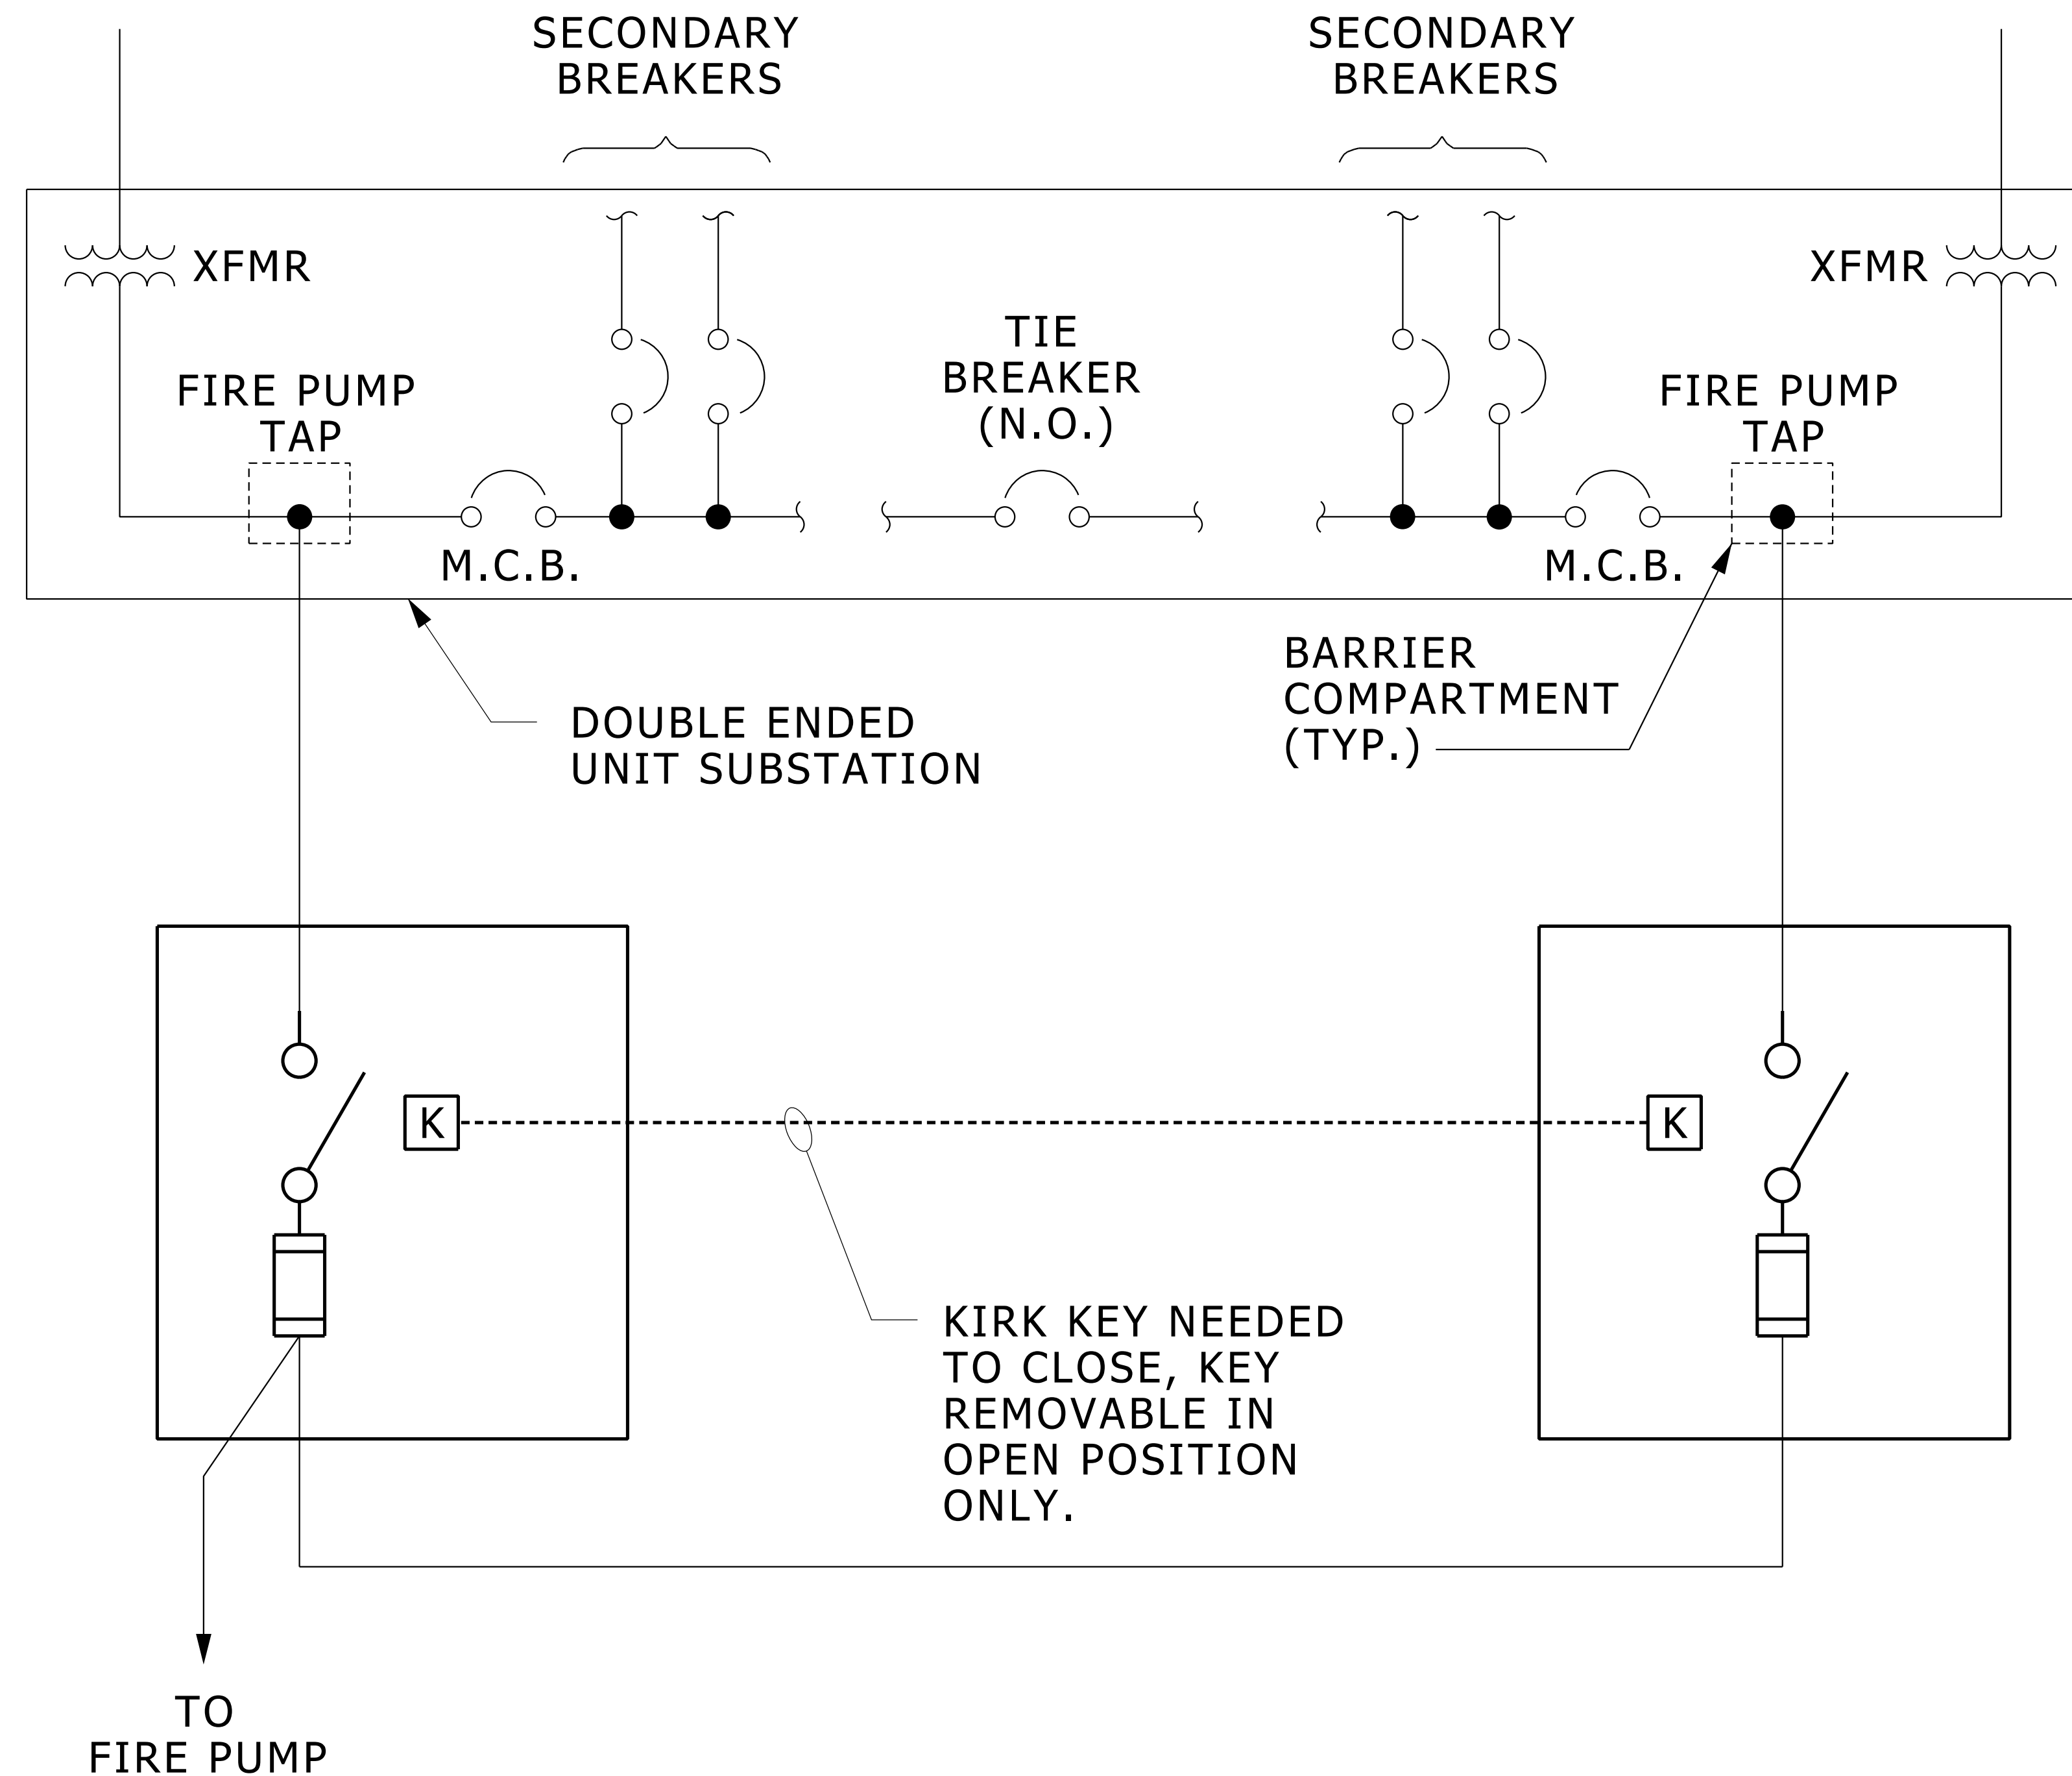 SECONDARY
BREAKERS
SECONDARY
BREAKERS
XFMR
XFMR
TIE
BREAKER
(N.O.)
FIRE PUMP
TAP
FIRE PUMP
TAP
M.C.B.
M.C.B.
DOUBLE ENDED
UNIT SUBSTATION
BARRIER
COMPARTMENT
(TYP.)
K
K
KIRK KEY NEEDED
TO CLOSE, KEY
REMOVABLE IN
OPEN POSITION
ONLY.
TO
FIRE PUMP